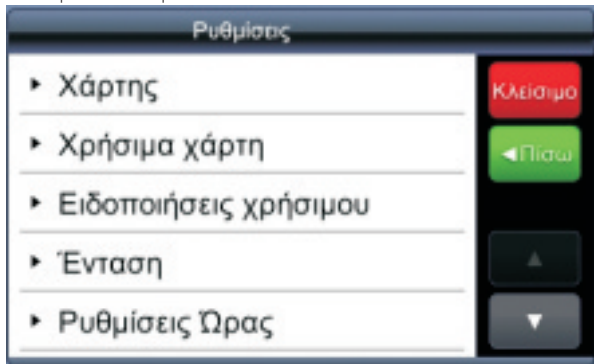 Ρυθμίσεις
Χάρτης
Χρήσιμα χάρτη
Ειδοποιήσεις χρήσιμου
Ένταση
Ρυθμίσεις Ώρας
Κλείσιμο
Πίσω